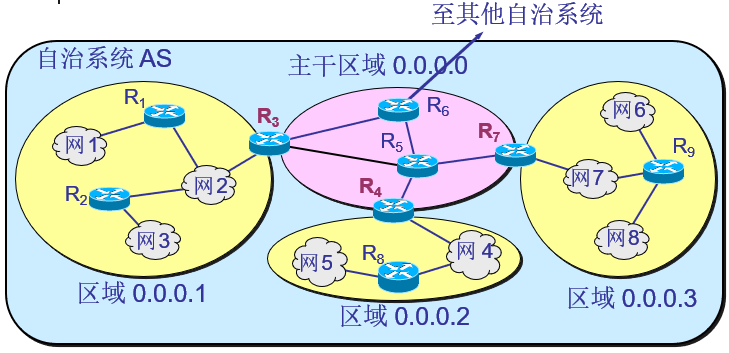 至其他自治系统
自治系统 AS
主干区域 0.0.0.0
R1
R3
R6
R7
网6
网1
R5
R9
R2
网2
R4
网7
网3
网5
R8
网4
网8
区域 0.0.0.1
区域 0.0.0.2
区域 0.0.0.3